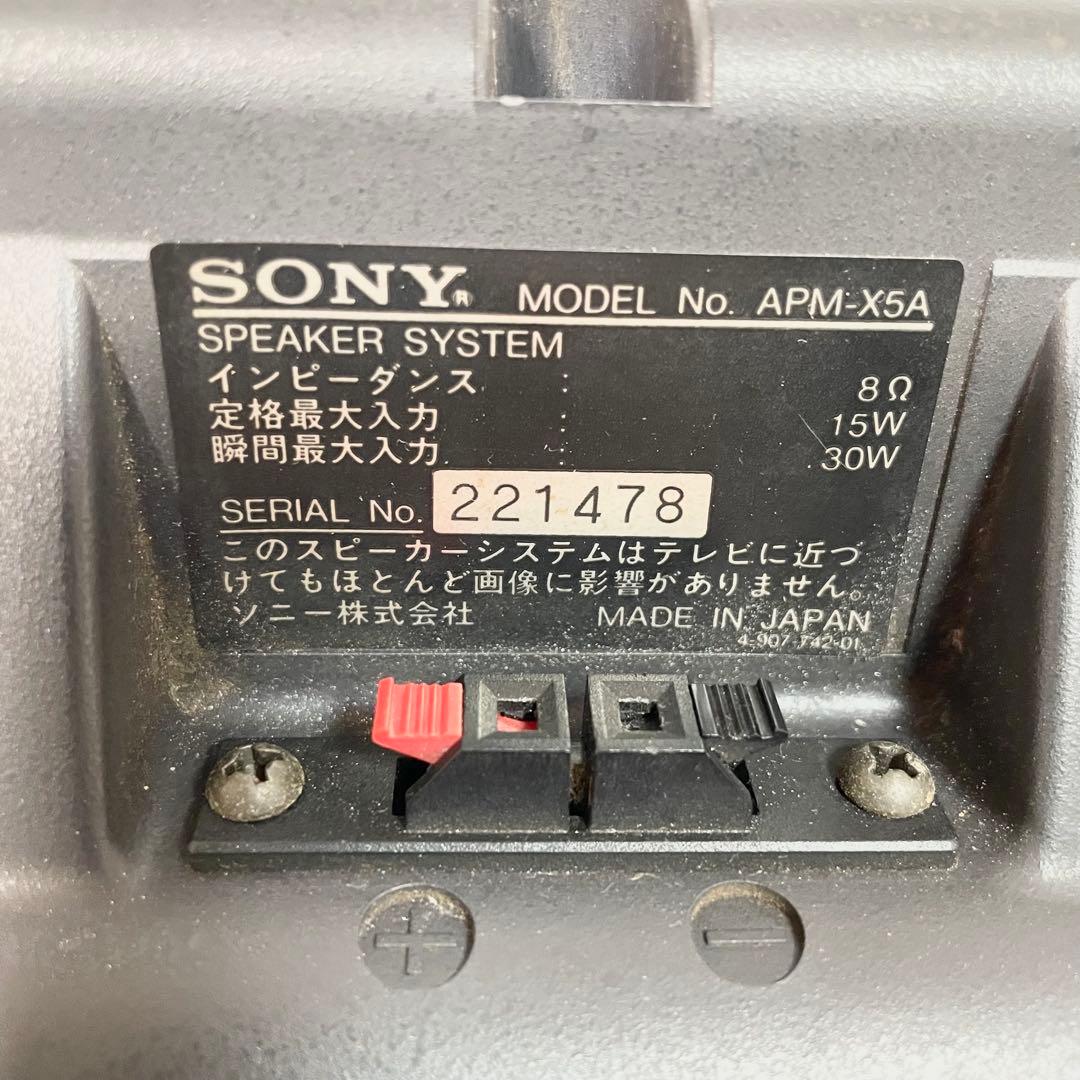 SONY® MODEL No. APM-X5A
SPEAKER SYSTEM
インピーダンス : 8Ω
定格最大入力 : 15W
瞬間最大入力 : 30W
SERIAL No. 221478
このスピーカーシステムはテレビに近づ
けてもほとんど画像に影響がありません。
ソニー株式会社 MADE IN JAPAN
4-907-742-01
+ −